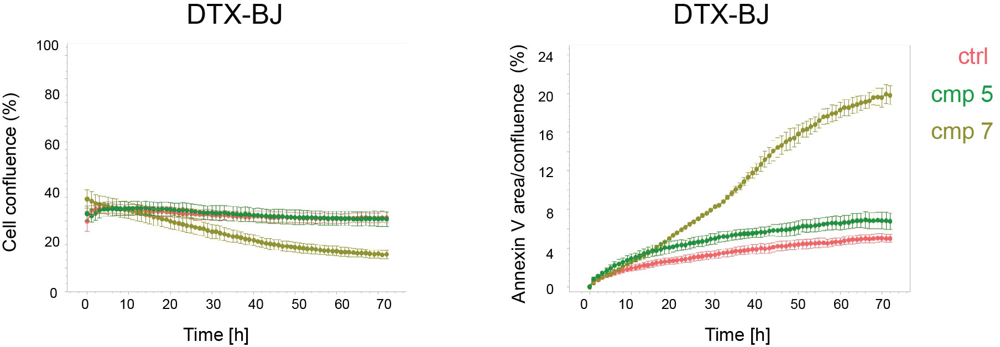 DTX-BJ
Cell confluence (%)
100
80
60
40
20
0
0 10 20 30 40 50 60 70
Time [h]
DTX-BJ
Annexin V area/confluence (%)
24
20
16
12
8
4
0
0 10 20 30 40 50 60 70
Time [h]
ctrl
cmp 5
cmp 7